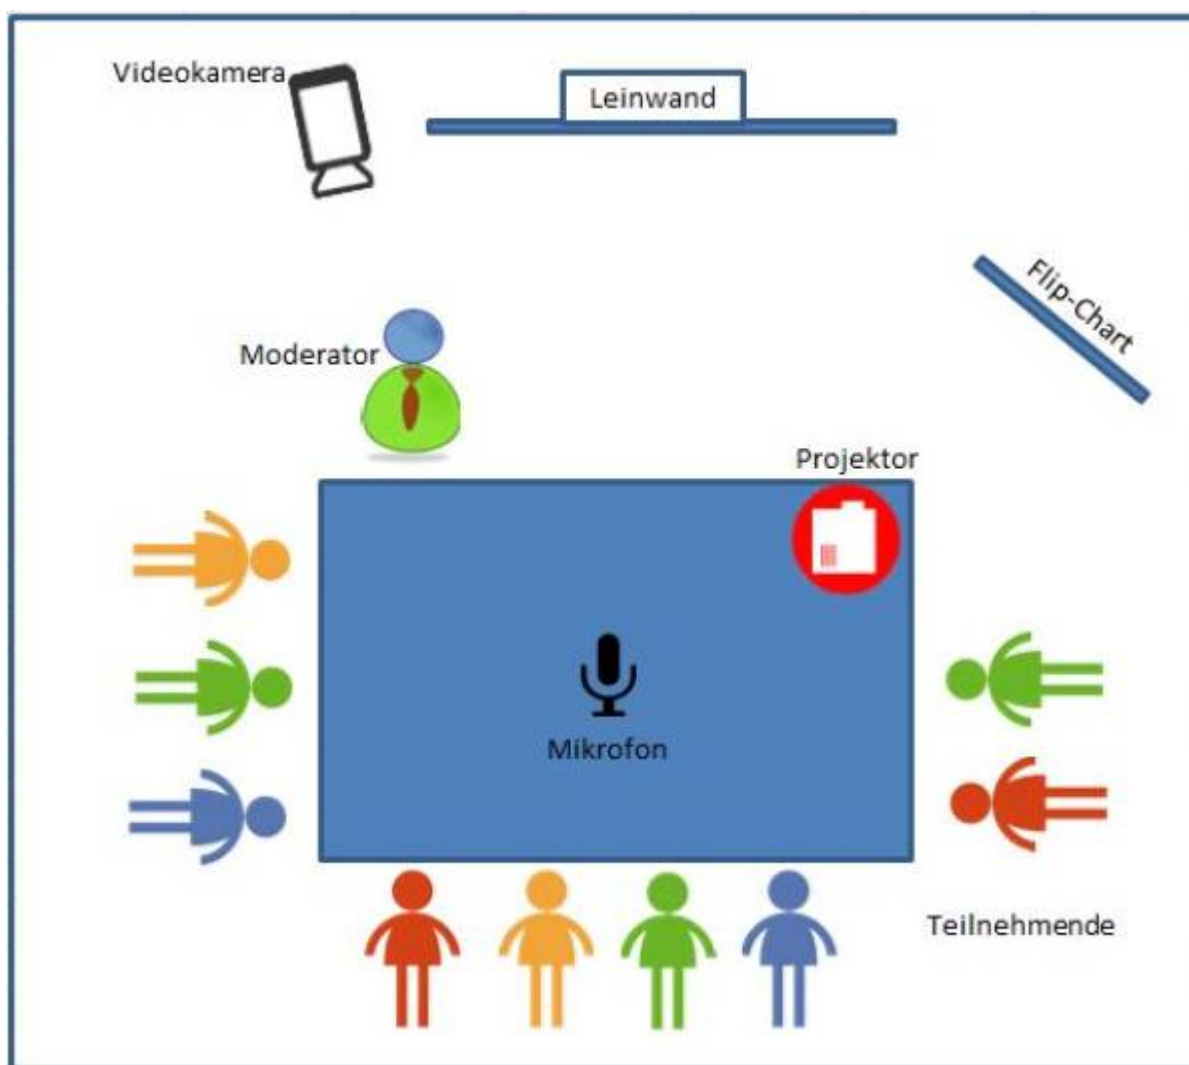 Videokamera
Leinwand
Flip-Chart
Moderator
Projektor
Mikrofon
Teilnehmende